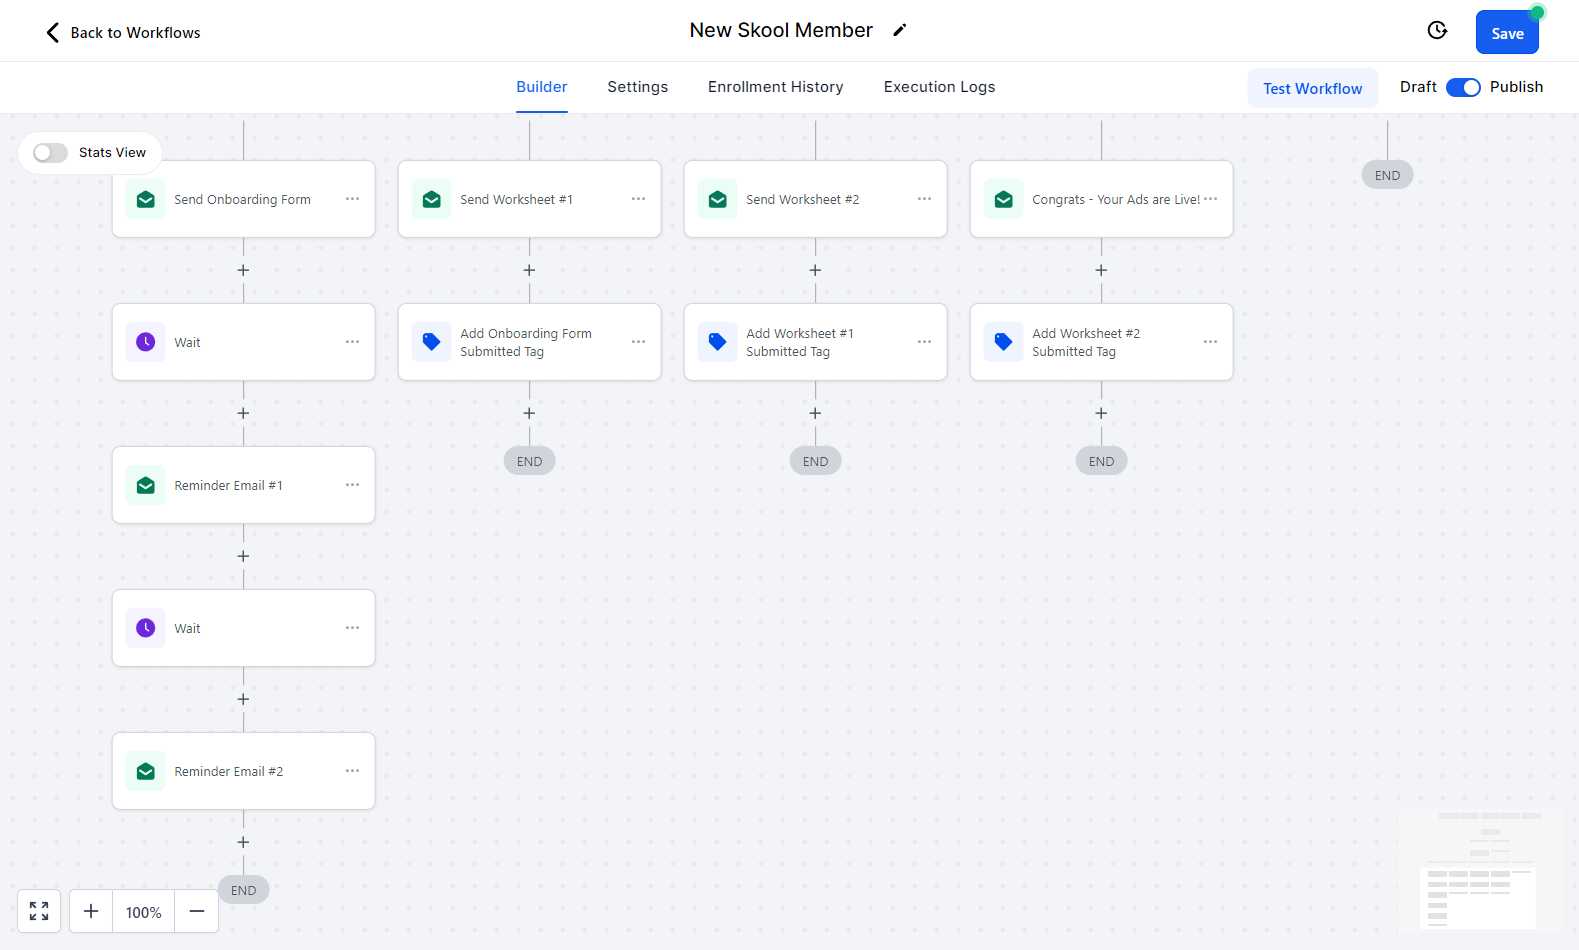 Back to Workflows
New Skool Member
Save
Builder
Settings
Enrollment History
Execution Logs
Test Workflow
Draft
Publish
Stats View
Send Onboarding Form
Send Worksheet #1
Send Worksheet #2
Congrats - Your Ads are Live!
END
Wait
Add Onboarding Form
Submitted Tag
Add Worksheet #1
Submitted Tag
Add Worksheet #2
Submitted Tag
Reminder Email #1
END
END
END
Wait
Reminder Email #2
END
100%